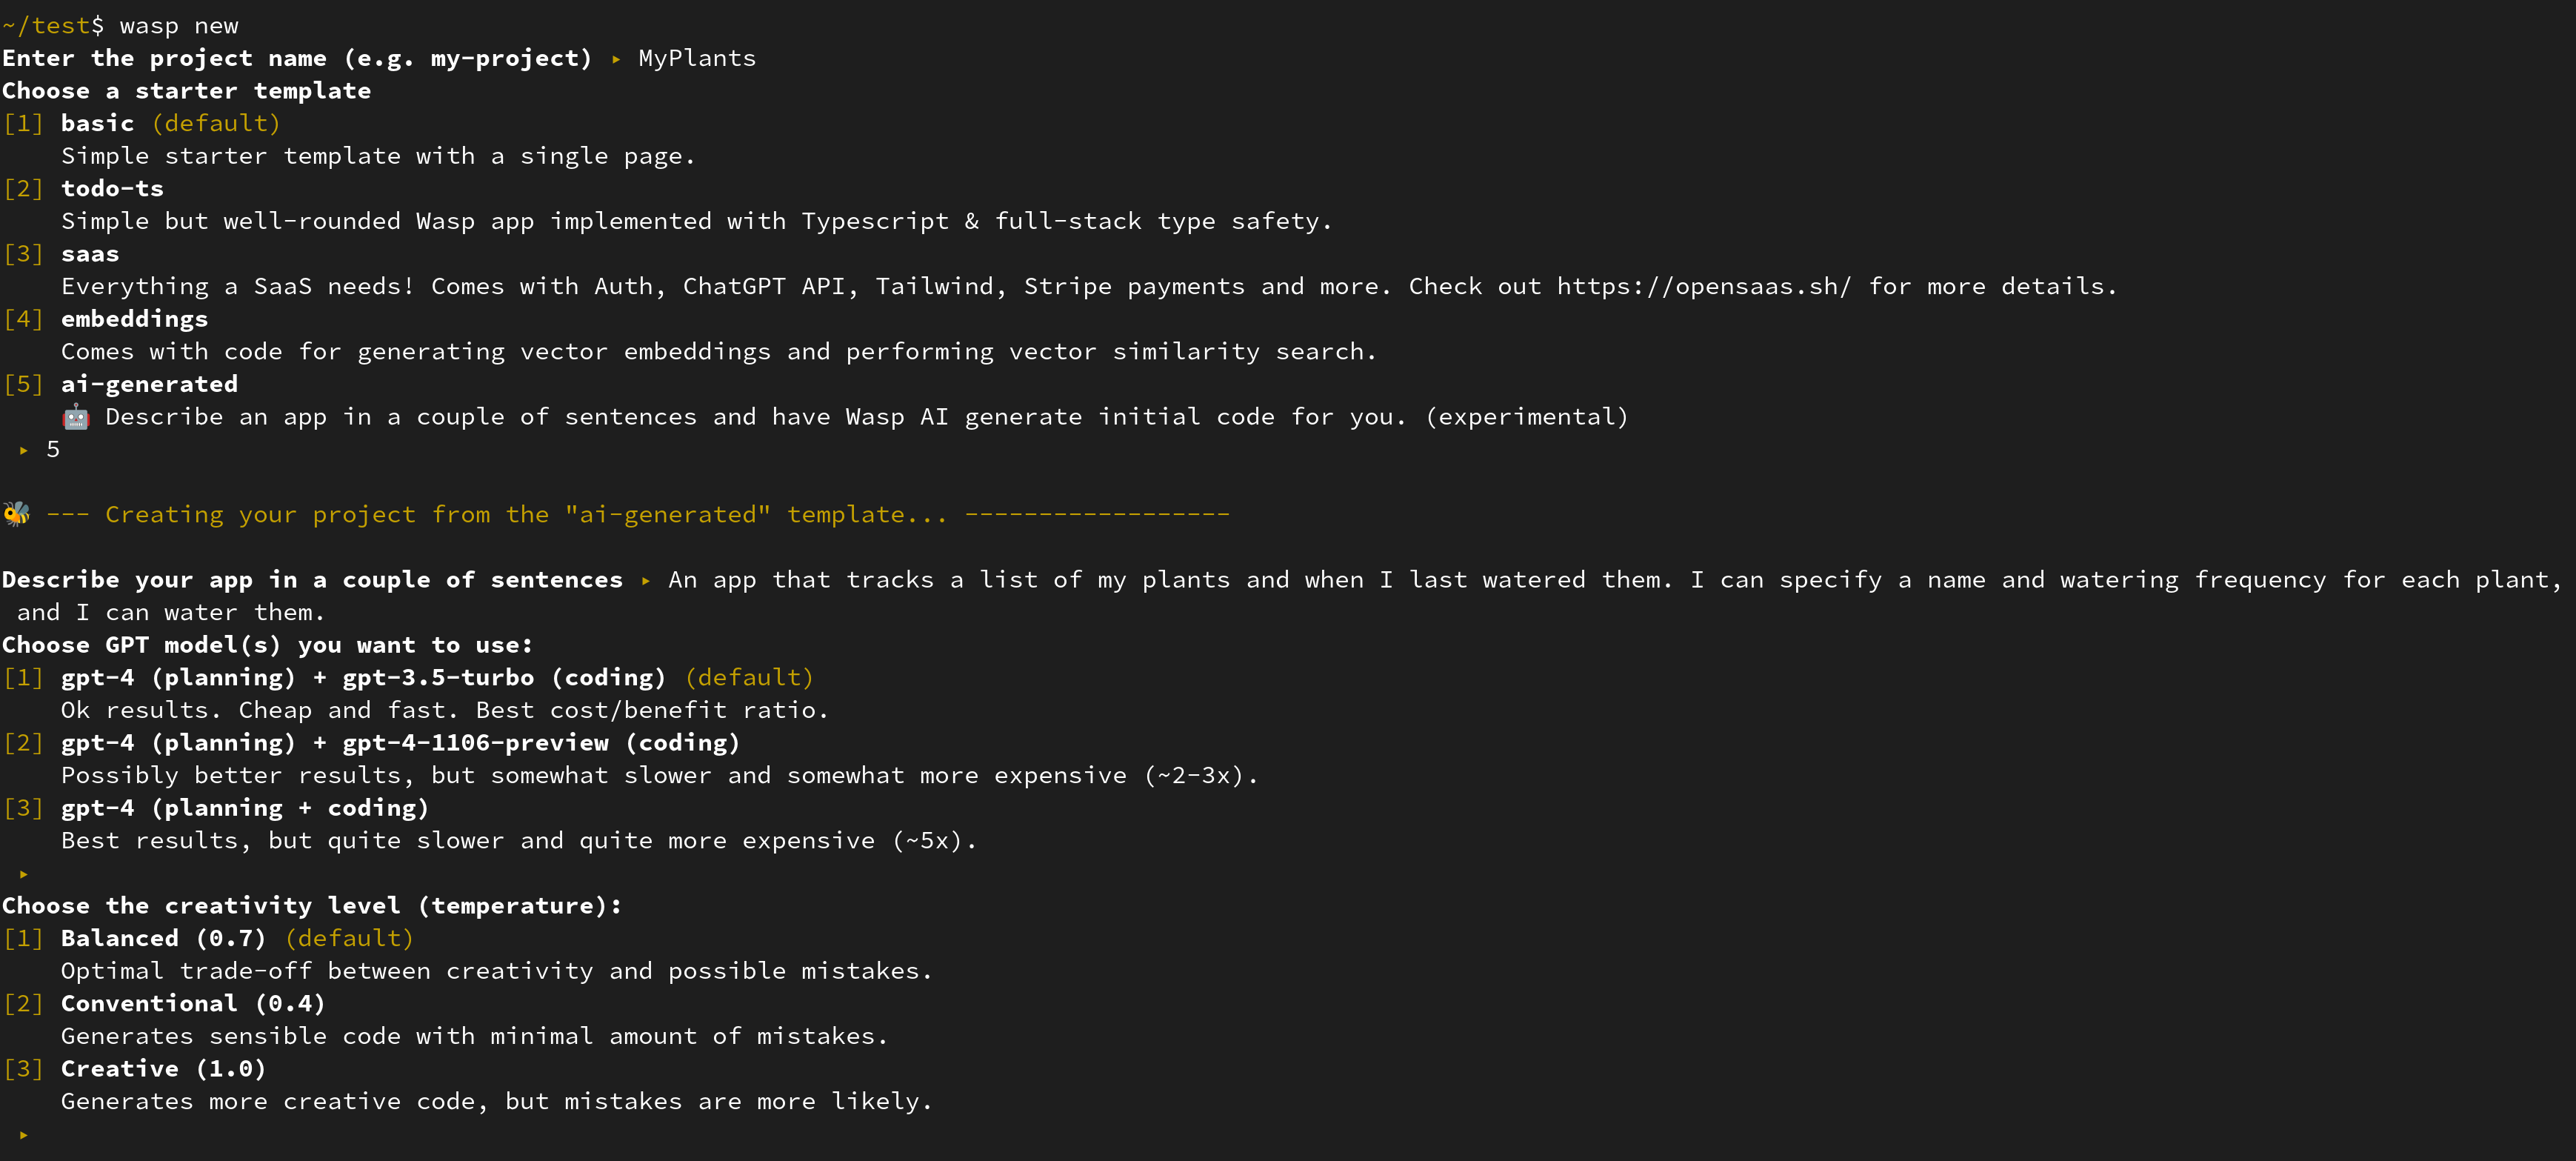 ~/test$ wasp new
Enter the project name (e.g. my-project) ▸ MyPlants
Choose a starter template
[1] basic (default)
Simple starter template with a single page.
[2] todo-ts
Simple but well-rounded Wasp app implemented with Typescript & full-stack type safety.
[3] saas
Everything a SaaS needs! Comes with Auth, ChatGPT API, Tailwind, Stripe payments and more. Check out https://opensaas.sh/ for more details.
[4] embeddings
Comes with code for generating vector embeddings and performing vector similarity search.
[5] ai-generated
🤖 Describe an app in a couple of sentences and have Wasp AI generate initial code for you. (experimental)
▸ 5
🐝 --- Creating your project from the "ai-generated" template... ------------------
Describe your app in a couple of sentences ▸ An app that tracks a list of my plants and when I last watered them. I can specify a name and watering frequency for each plant,
and I can water them.
Choose GPT model(s) you want to use:
[1] gpt-4 (planning) + gpt-3.5-turbo (coding) (default)
Ok results. Cheap and fast. Best cost/benefit ratio.
[2] gpt-4 (planning) + gpt-4-1106-preview (coding)
Possibly better results, but somewhat slower and somewhat more expensive (~2-3x).
[3] gpt-4 (planning + coding)
Best results, but quite slower and quite more expensive (~5x).
▸
Choose the creativity level (temperature):
[1] Balanced (0.7) (default)
Optimal trade-off between creativity and possible mistakes.
[2] Conventional (0.4)
Generates sensible code with minimal amount of mistakes.
[3] Creative (1.0)
Generates more creative code, but mistakes are more likely.
▸